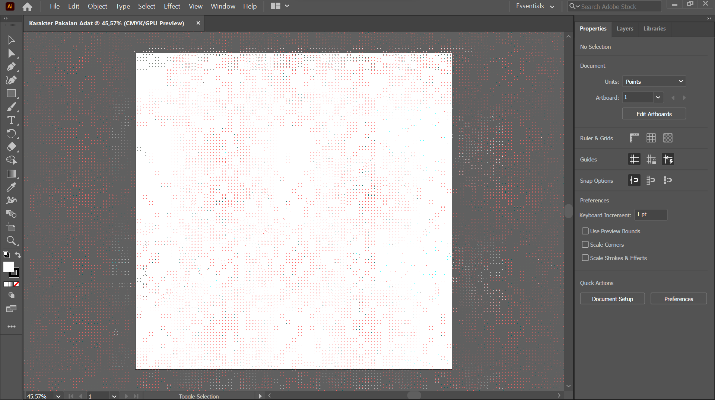 Ai File Edit Object Type Select Effect View Window Help Essentials Search Adobe Stock
Karakter Pakaian Adat @ 45,57% (CMYK/GPU Preview) ×
Properties Layers Libraries
No Selection
Document
Units: Points
Artboard: 1
Edit Artboards
Ruler & Grids
Guides
Snap Options
Preferences
Keyboard Increment: 1 pt
Use Preview Bounds
Scale Corners
Scale Strokes & Effects
Quick Actions
Document Setup Preferences
45,57% 1 Toggle Selection